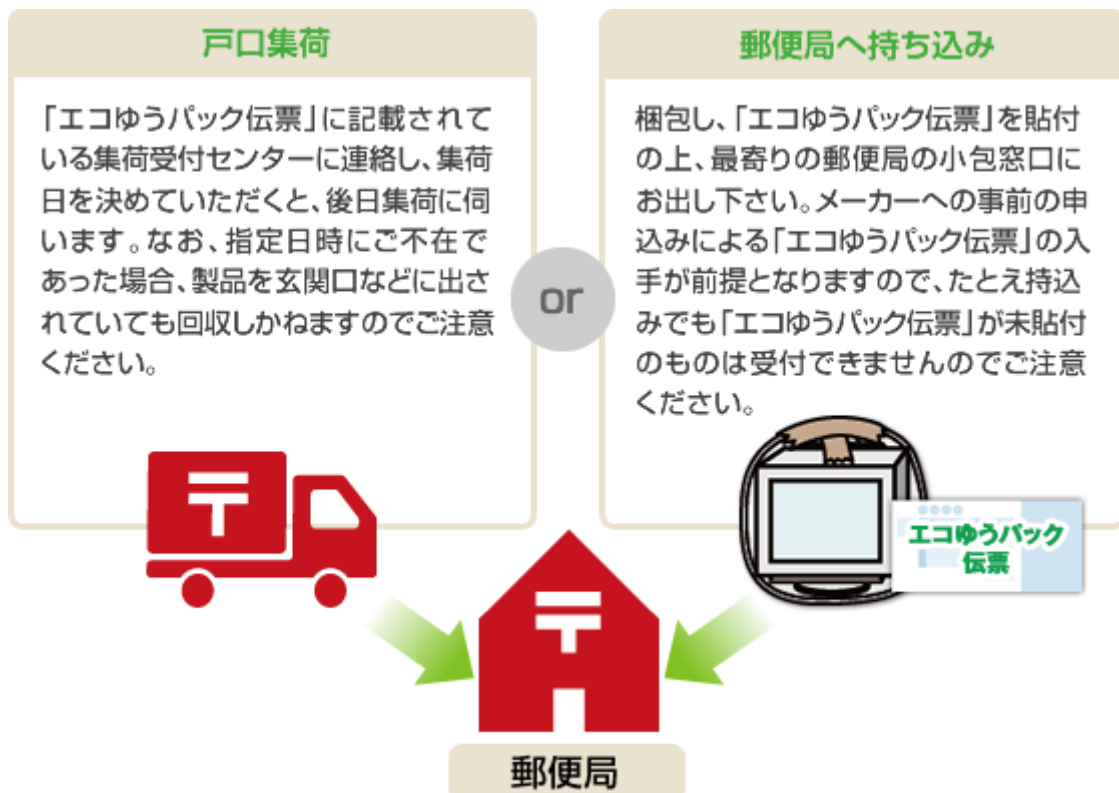 戸口集荷
「エコゆうパック伝票」に記載されて
いる集荷受付センターに連絡し、集荷
日を決めていただくと、後日集荷に伺
います。なお、指定日時にご不在で
あった場合、製品を玄関口などに出さ
れていても回収しかねますのでご注意
ください。
or
郵便局へ持ち込み
梱包し、「エコゆうパック伝票」を貼付
の上、最寄りの郵便局の小包窓口に
お出し下さい。メーカーへの事前の申
込みによる「エコゆうパック伝票」の入
手が前提となりますので、たとえ持込
みでも「エコゆうパック伝票」が未貼付
のものは受付できませんのでご注意
ください。
エコゆうパック
伝票
郵便局